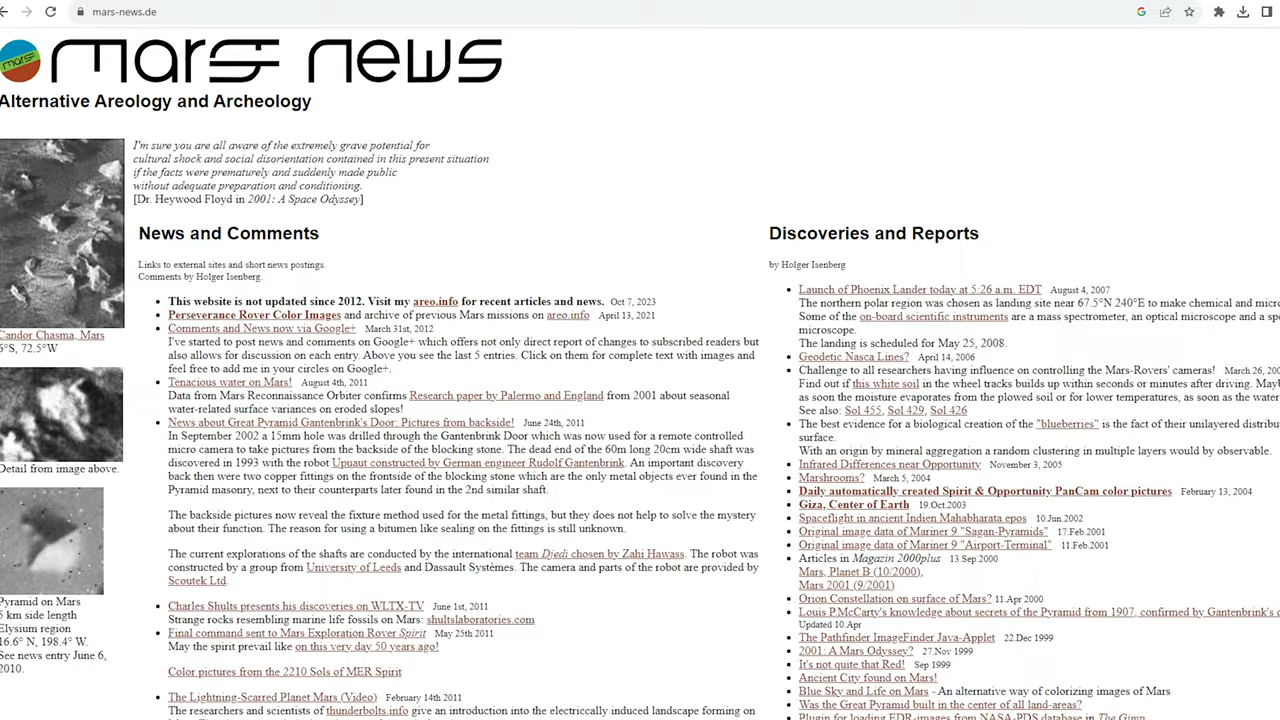 mars-news.de
mars
mars news
Alternative Areology and Archeology
I'm sure you are all aware of the extremely grave potential for
cultural shock and social disorientation contained in this present situation
if the facts were prematurely and suddenly made public
without adequate preparation and conditioning.
[Dr. Heywood Floyd in 2001: A Space Odyssey]
Candor Chasma, Mars
6°S, 72.5°W
Detail from image above.
Pyramid on Mars
5 km side length
Elysium region
16.6° N, 198.4° W.
See news entry June 6,
2010.
News and Comments
Links to external sites and short news postings.
Comments by Holger Isenberg.
• This website is not updated since 2012. Visit my areo.info for recent articles and news. Oct 7, 2023
• Perseverance Rover Color Images and archive of previous Mars missions on areo.info April 13, 2021
• Comments and News now via Google+ March 31st, 2012
I've started to post news and comments on Google+ which offers not only direct report of changes to subscribed readers but
also allows for discussion on each entry. Above you see the last 5 entries. Click on them for complete text with images and
feel free to add me in your circles on Google+.
• Tenacious water on Mars! August 4th, 2011
Data from Mars Reconnaissance Orbiter confirms Research paper by Palermo and England from 2001 about seasonal
water-related surface variances on eroded slopes!
• News about Great Pyramid Gantenbrink's Door: Pictures from backside! June 24th, 2011
In September 2002 a 15mm hole was drilled through the Gantenbrink Door which was now used for a remote controlled
micro camera to take pictures from the backside of the blocking stone. The dead end of the 60m long 20cm wide shaft was
discovered in 1993 with the robot Upuaut constructed by German engineer Rudolf Gantenbrink. An important discovery
back then were two copper fittings on the frontside of the blocking stone which are the only metal objects ever found in the
Pyramid masonry, next to their counterparts later found in the 2nd similar shaft.
The backside pictures now reveal the fixture method used for the metal fittings, but they does not help to solve the mystery
about their function. The reason for using a bitumen like sealing on the fittings is still unknown.
The current explorations of the shafts are conducted by the international team Djedi chosen by Zahi Hawass. The robot was
constructed by a group from University of Leeds and Dassault Systèmes. The camera and parts of the robot are provided by
Scoutek Ltd.
• Charles Shults presents his discoveries on WLTX-TV June 1st, 2011
Strange rocks resembling marine life fossils on Mars: shultslaboratories.com
• Final command sent to Mars Exploration Rover Spirit May 25th 2011
May the spirit prevail like on this very day 50 years ago!
Color pictures from the 2210 Sols of MER Spirit
• The Lightning-Scarred Planet Mars (Video) February 14th 2011
The researchers and scientists of thunderbolts.info give an introduction into the electriccally induced landscape forming on
Discoveries and Reports
by Holger Isenberg
• Launch of Phoenix Lander today at 5:26 a.m. EDT August 4, 2007
The northern polar region was chosen as landing site near 67.5°N 240°E to make chemical and micro
Some of the on-board scientific instruments are a mass spectrometer, an optical microscope and a sp
microscope.
The landing is scheduled for May 25, 2008.
• Geodetic Nasca Lines? April 14, 2006
• Challenge to all researchers having influence on controlling the Mars-Rovers' cameras! March 26, 200
Find out if this white soil in the wheel tracks builds up within seconds or minutes after driving. Mayb
as soon the moisture evaporates from the plowed soil or for lower temperatures, as soon as the water
See also: Sol 455, Sol 429, Sol 426
• The best evidence for a biological creation of the "blueberries" is the fact of their unilayered distribu
surface.
With an origin by mineral aggregation a random clustering in multiple layers would by observable.
• Infrared Differences near Opportunity November 3, 2005
• Marshrooms? March 5, 2004
• Daily automatically created Spirit & Opportunity PanCam color pictures February 13, 2004
• Giza, Center of Earth 19.Oct.2003
• Spaceflight in ancient Indian Mahabharata epos 10.Jun.2002
• Original image data of Mariner 9 "Sagan-Pyramids" 17.Feb.2001
• Original image data of Mariner 9 "Airport-Terminal" 11.Feb.2001
• Articles in Magazin 2000plus 13.Sep.2000
Mars, Planet B (10/2000),
Mars 2001 (9/2001)
• Orion Constellation on surface of Mars? 11.Apr 2000
• Louis P.McCarty's knowledge about secrets of the Pyramid from 1907, confirmed by Gantenbrink's d
Updated 10.Apr
• The Pathfinder ImageFinder Java-Applet 22.Dec 1999
• 2001: A Mars Odyssey? 27.Nov 1999
• It's not quite that Red! Sep 1999
• Ancient City found on Mars!
• Blue Sky and Life on Mars - An alternative way of colorizing images of Mars
• Was the Great Pyramid built in the center of all land-areas?
• Plugin for loading EDR-images from NASA-PDS database in The Gimp